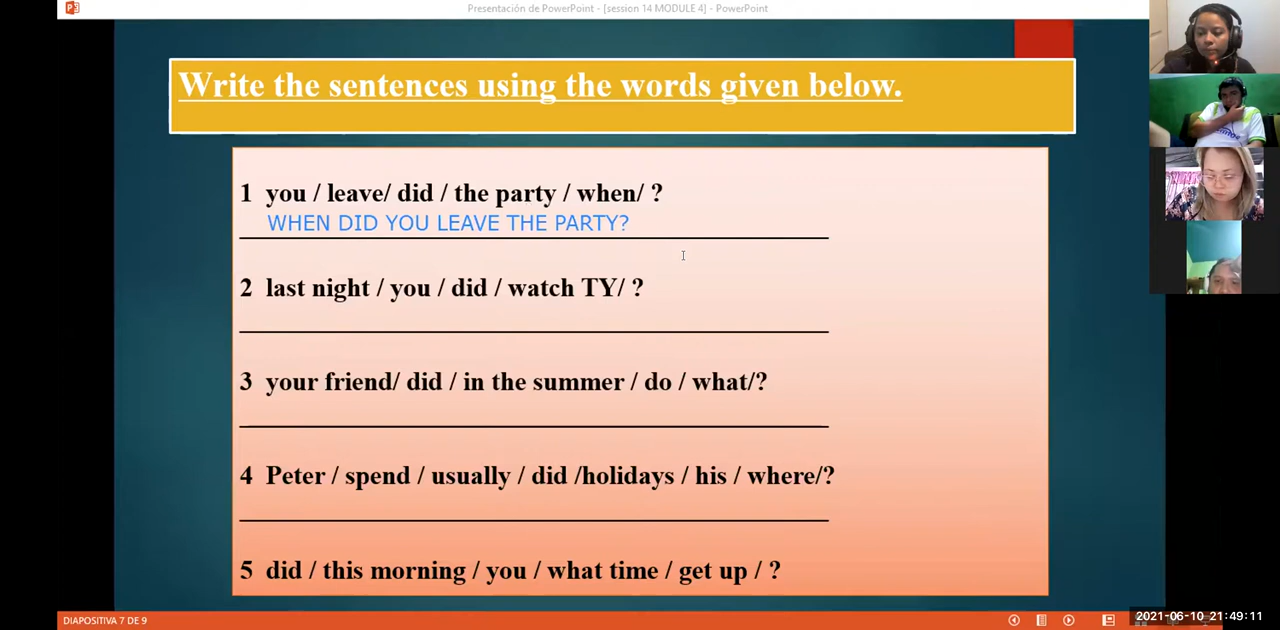 Presentación de PowerPoint - [session 14 MODULE 4] - PowerPoint
Write the sentences using the words given below.
1 you / leave/ did / the party / when/ ?
WHEN DID YOU LEAVE THE PARTY?
2 last night / you / did / watch TY/ ?
3 your friend/ did / in the summer / do / what/?
4 Peter / spend / usually / did /holidays / his / where/?
5 did / this morning / you / what time / get up / ?
DIAPOSITIVA 7 DE 9
2021-06-10 21:49:11